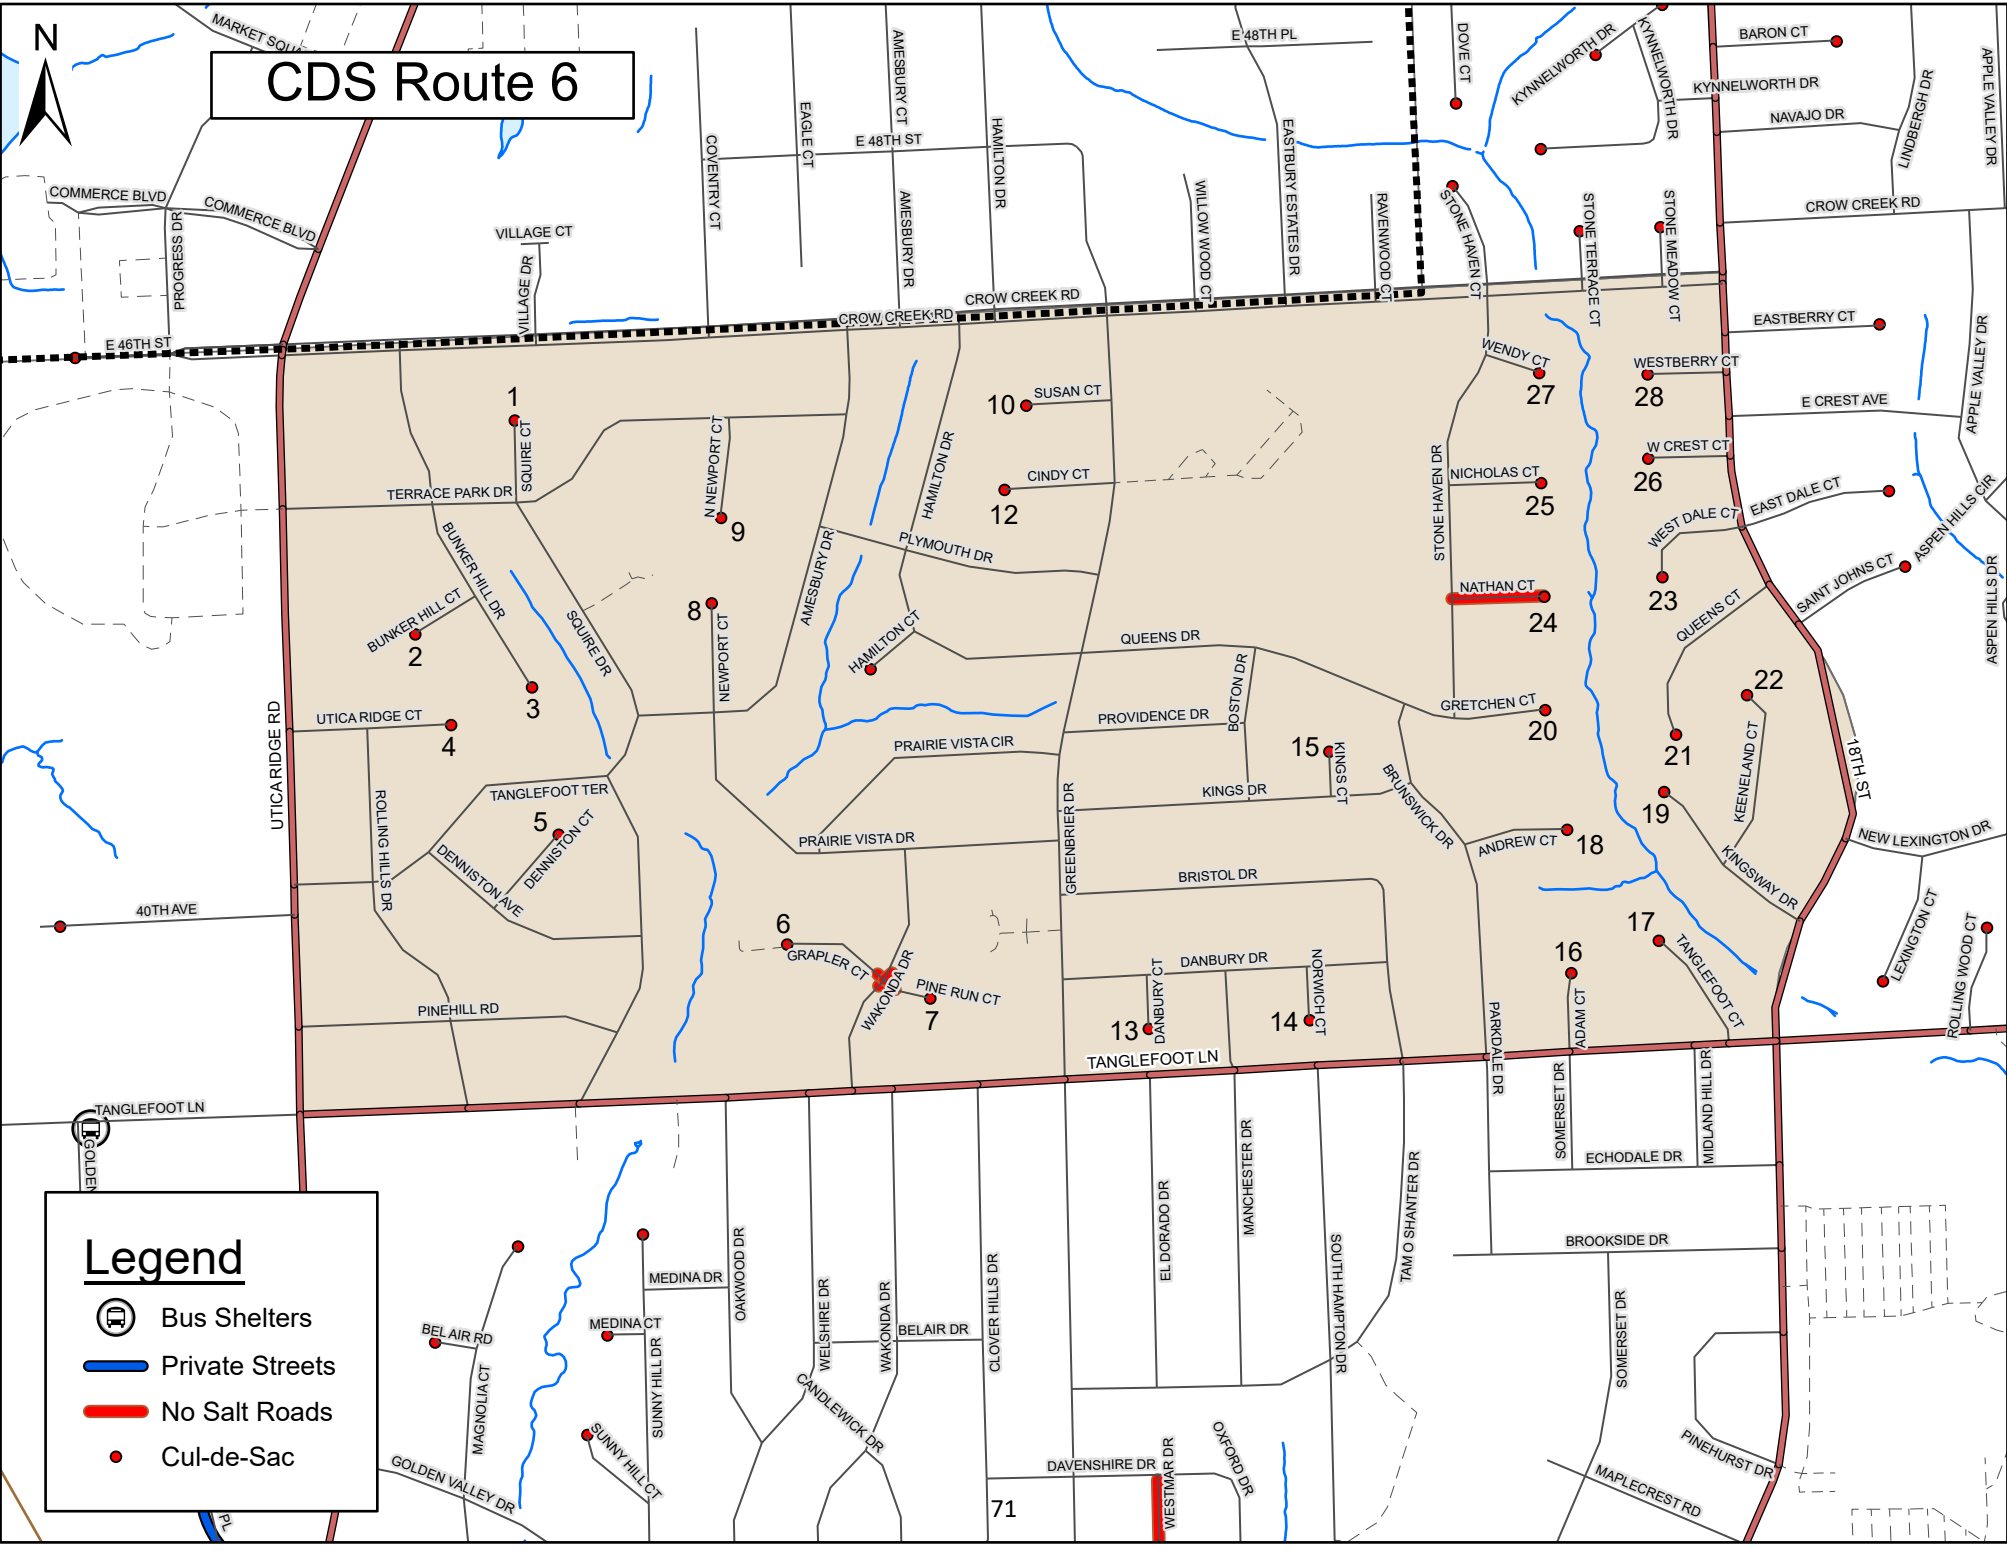 N
CDS Route 6
MARKET SQUA
E 48TH PL
DOVE CT
KYNNELWORTH DR
KYNNELWORTH DR
KYNNELWORTH DR
BARON CT
NAVAJO DR
LINDBERGH DR
APPLE VALLEY DR
AMESBURY CT
EAGLE CT
COVENTRY CT
E 48TH ST
HAMILTON DR
AMESBURY DR
EASTBURY ESTATES DR
WILLOW WOOD CT
RAVENWOOD CT
STONE HAVEN CT
STONE TERRACE CT
STONE MEADOW CT
CROW CREEK RD
COMMERCE BLVD
COMMERCE BLVD
PROGRESS DR
VILLAGE CT
VILLAGE DR
CROW CREEK RD
CROW CREEK RD
E 46TH ST
EASTBERRY CT
WENDY CT
27
WESTBERRY CT
28
E CREST AVE
APPLE VALLEY DR
1
SQUIRE CT
N NEWPORT CT
9
10
SUSAN CT
HAMILTON DR
CINDY CT
12
STONE HAVEN DR
NICHOLAS CT
25
W CREST CT
26
TERRACE PARK DR
BUNKER HILL DR
WEST DALE CT
EAST DALE CT
ASPEN HILLS CIR
23
SAINT JOHNS CT
ASPEN HILLS DR
AMESBURY DR
PLYMOUTH DR
NATHAN CT
24
QUEENS CT
BUNKER HILL CT
2
SQUIRE DR
8
NEWPORT CT
HAMILTON CT
QUEENS DR
BOSTON DR
3
22
UTICA RIDGE RD
UTICA RIDGE CT
4
PROVIDENCE DR
GRETCHEN CT
20
21
KEENELAND CT
18TH ST
PRAIRIE VISTA CIR
15
KINGS CT
BRUNSWICK DR
TANGLEFOOT TER
ROLLING HILLS DR
5
DENNISTON CT
DENNISTON AVE
KINGS DR
GREENBRIER DR
19
ANDREW CT
18
KINGSWAY DR
NEW LEXINGTON DR
PRAIRIE VISTA DR
BRISTOL DR
40TH AVE
6
GRAPLER CT
WAKONDA DR
PINE RUN CT
7
DANBURY DR
DANBURY CT
13
NORWICH CT
14
17
16
TANGLEFOOT CT
ADAM CT
LEXINGTON CT
ROLLING WOOD CT
PINEHILL RD
PARKDALE DR
TANGLEFOOT LN
TANGLEFOOT LN
GOLDEN
SOMERSET DR
MIDLAND HILL DR
ECHODALE DR
EL DORADO DR
MANCHESTER DR
TAM O SHANTER DR
BROOKSIDE DR
SOUTH HAMPTON DR
MEDINA DR
OAKWOOD DR
WELSHIRE DR
WAKONDA DR
CLOVER HILLS DR
BELAIR DR
MEDINA CT
SUNNY HILL DR
BEL AIR RD
MAGNOLIA CT
SOMERSET DR
CANDLEWICK DR
SUNNY HILL CT
GOLDEN VALLEY DR
DAVENSHIRE DR
WESTMAR DR
OXFORD DR
PINEHURST DR
MAPLECREST RD
71
PL
Legend
Bus Shelters
Private Streets
No Salt Roads
Cul-de-Sac